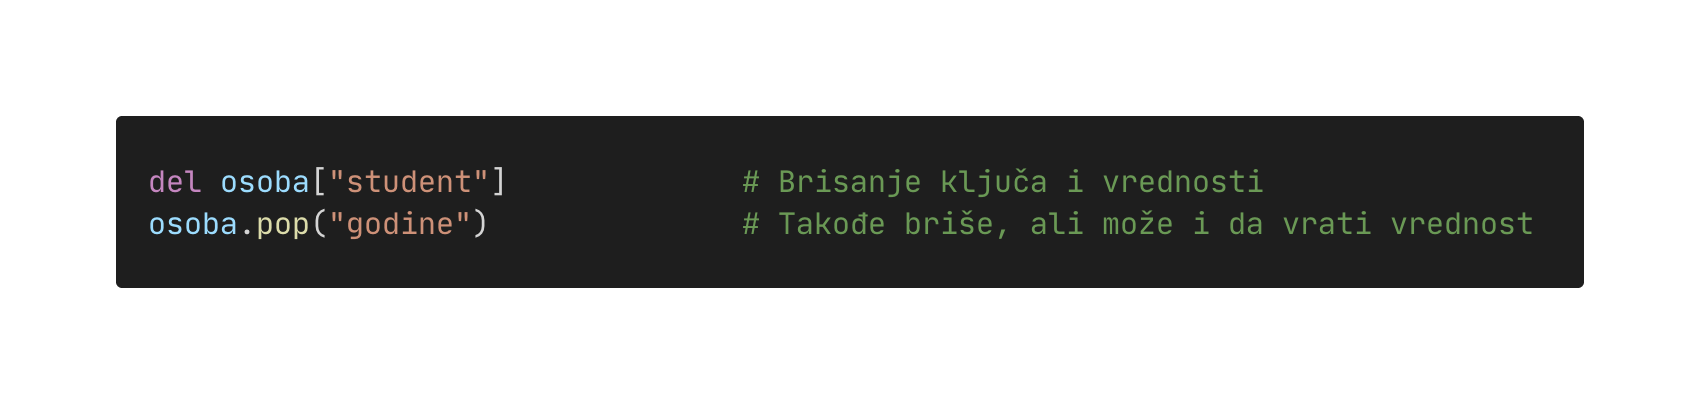 del osoba["student"]             # Brisanje ključa i vrednosti
osoba.pop("godine")              # Takođe briše, ali može i da vrati vrednost